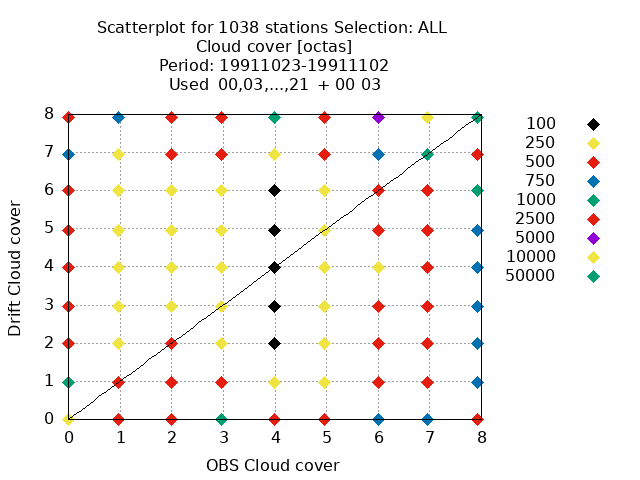 Scatterplot for 1038 stations Selection: ALL
Cloud cover [octas]
Period: 19911023-19911102
Used  00,03,...,21  + 00 03
8
7
6
5
4
3
2
1
0
Drift Cloud cover
0 1 2 3 4 5 6 7 8
OBS Cloud cover
100
250
500
750
1000
2500
5000
10000
50000